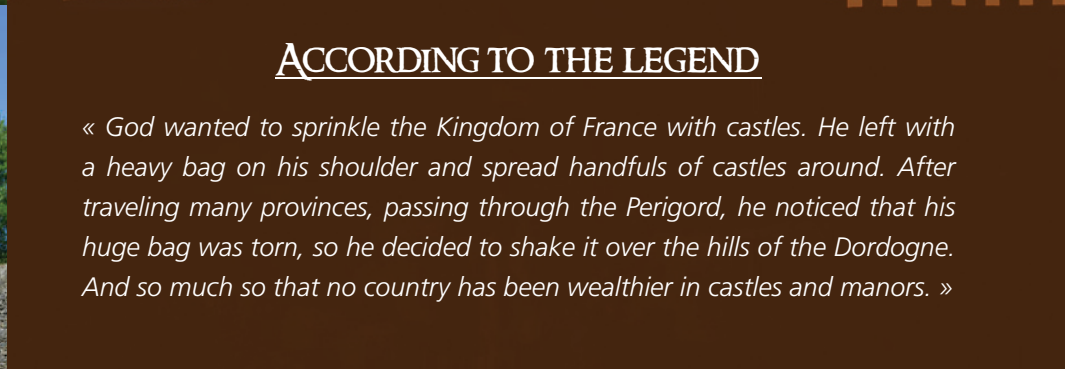 According to the legend
« God wanted to sprinkle the Kingdom of France with castles. He left with
a heavy bag on his shoulder and spread handfuls of castles around. After
traveling many provinces, passing through the Perigord, he noticed that his
huge bag was torn, so he decided to shake it over the hills of the Dordogne.
And so much so that no country has been wealthier in castles and manors. »